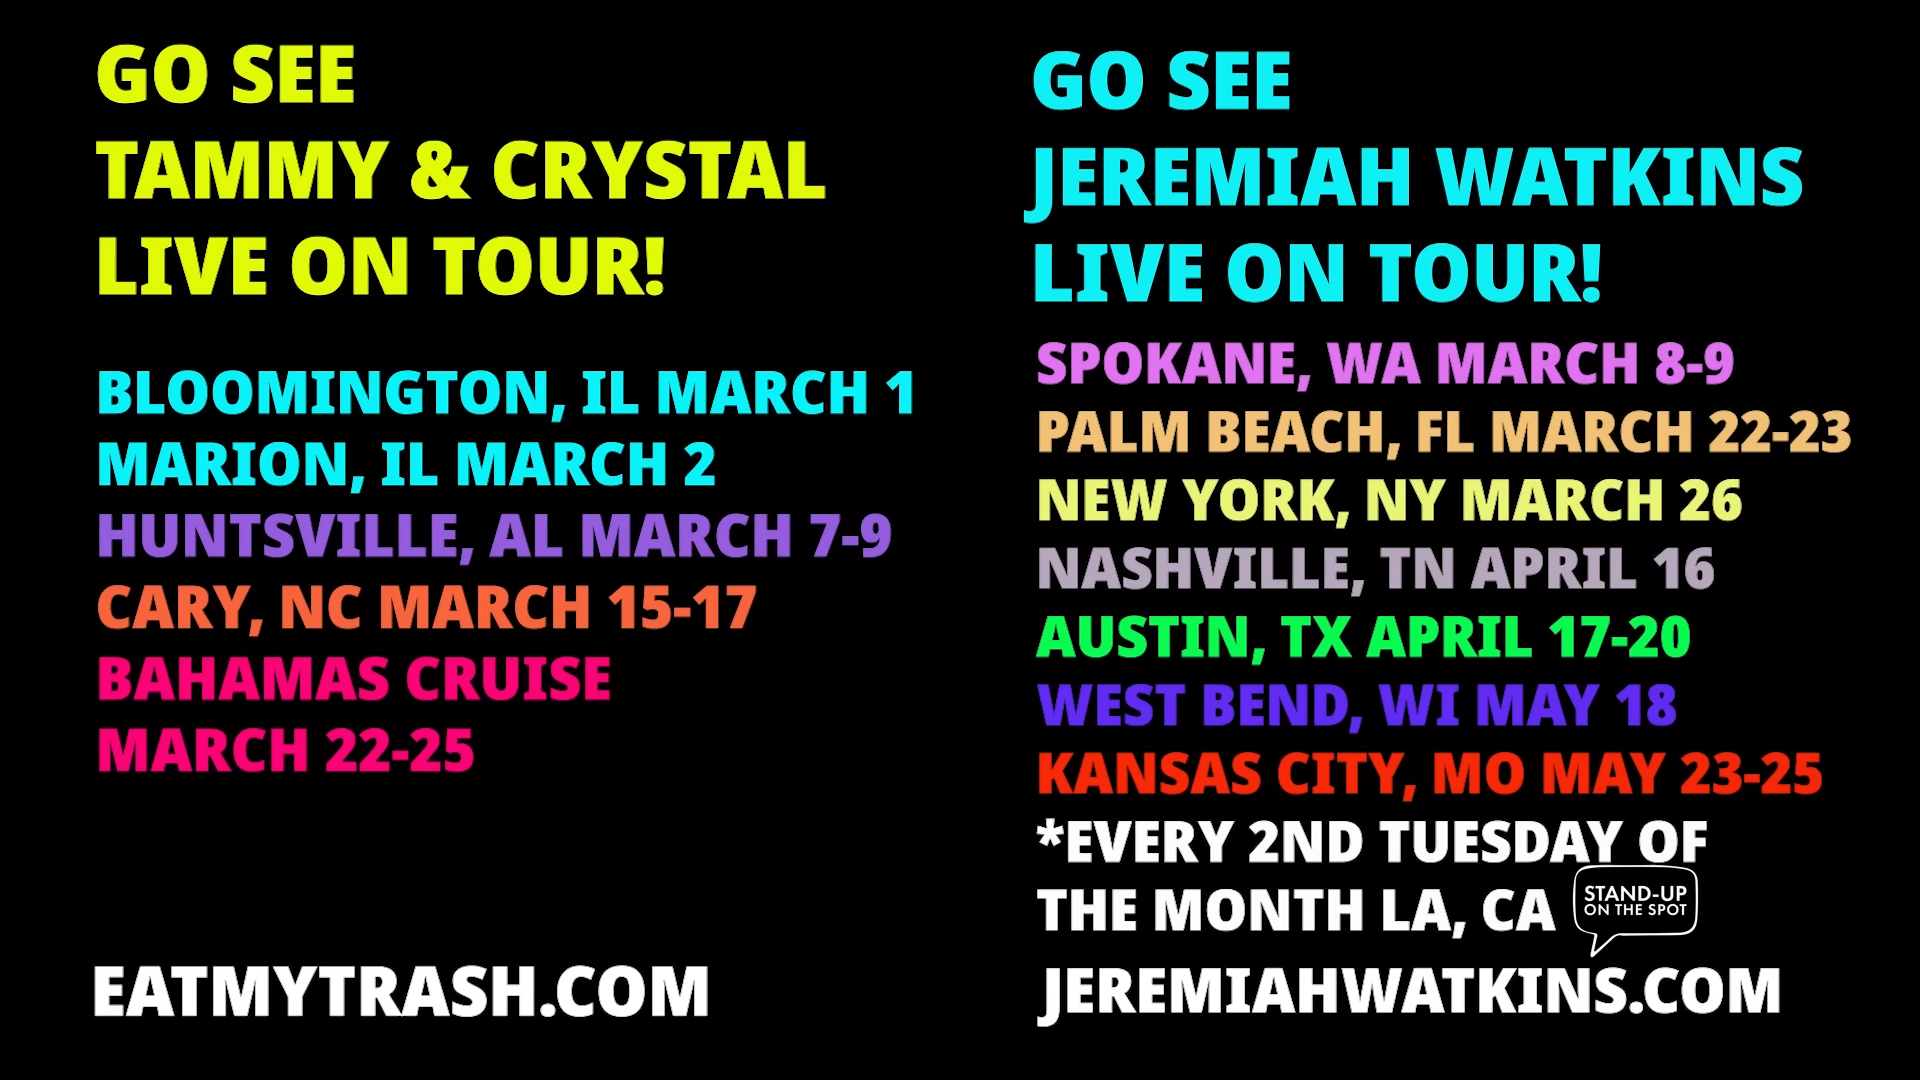 GO SEE
TAMMY & CRYSTAL
LIVE ON TOUR!
BLOOMINGTON, IL MARCH 1
MARION, IL MARCH 2
HUNTSVILLE, AL MARCH 7-9
CARY, NC MARCH 15-17
BAHAMAS CRUISE
MARCH 22-25
EATMYTRASH.COM
GO SEE
JEREMIAH WATKINS
LIVE ON TOUR!
SPOKANE, WA MARCH 8-9
PALM BEACH, FL MARCH 22-23
NEW YORK, NY MARCH 26
NASHVILLE, TN APRIL 16
AUSTIN, TX APRIL 17-20
WEST BEND, WI MAY 18
KANSAS CITY, MO MAY 23-25
*EVERY 2ND TUESDAY OF
THE MONTH LA, CA
STAND-UP
ON THE SPOT
JEREMIAHWATKINS.COM